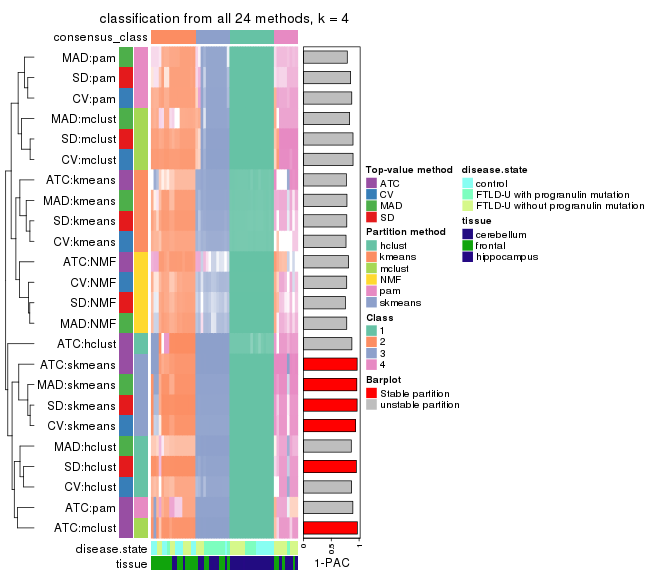 classification from all 24 methods, k = 4
consensus_class
MAD:pam
SD:pam
CV:pam
MAD:mclust
SD:mclust
CV:mclust
ATC:kmeans
MAD:kmeans
SD:kmeans
CV:kmeans
ATC:NMF
CV:NMF
SD:NMF
MAD:NMF
ATC:hclust
ATC:skmeans
MAD:skmeans
SD:skmeans
CV:skmeans
MAD:hclust
SD:hclust
CV:hclust
ATC:pam
ATC:mclust
disease.state
tissue
0
0.5
1
1-PAC
Top-value method
ATC
CV
MAD
SD
Partition method
hclust
kmeans
mclust
NMF
pam
skmeans
Class
1
2
3
4
Barplot
Stable partition
unstable partition
disease.state
control
FTLD-U with progranulin mutation
FTLD-U without progranulin mutation
tissue
cerebellum
frontal
hippocampus